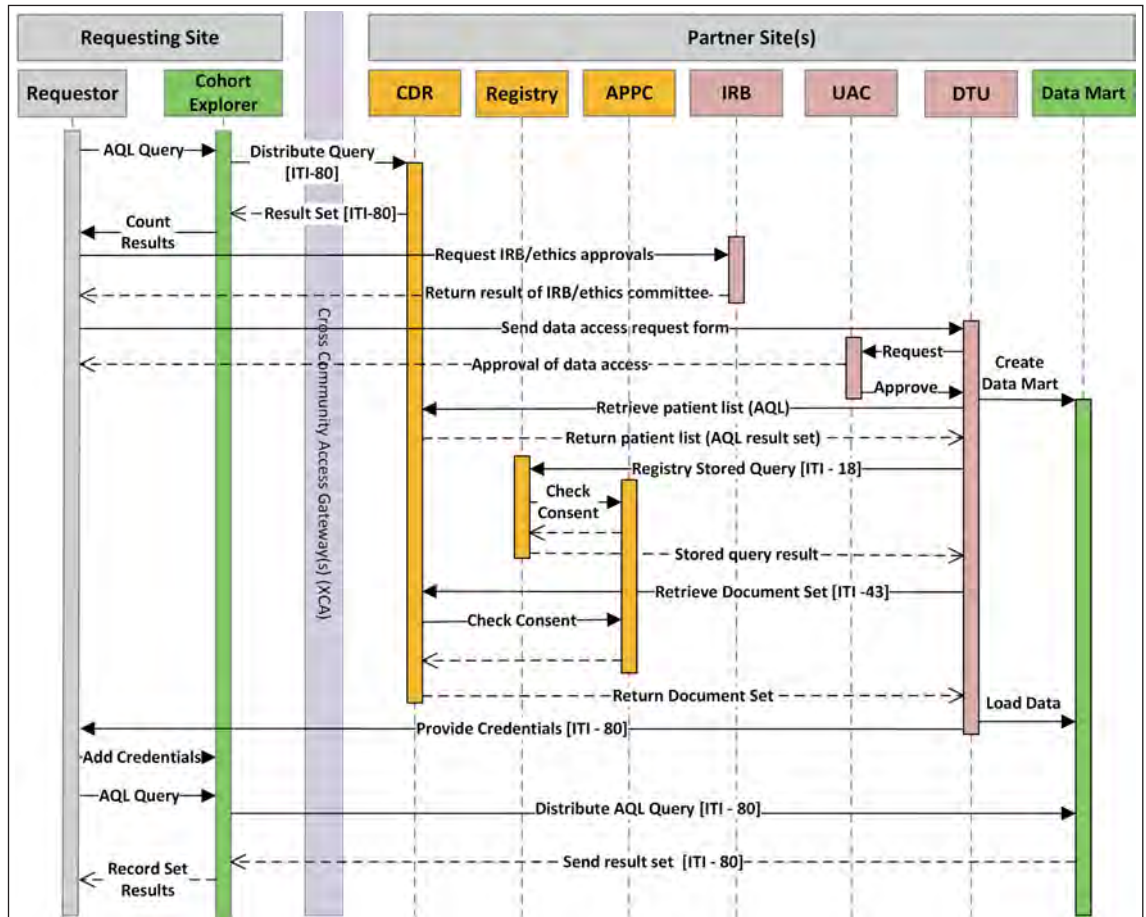 Requesting Site
Partner Site(s)
Requestor
Cohort
Explorer
CDR
Registry
APPC
IRB
UAC
DTU
Data Mart
Cross Community Access Gateway(s) (XCA)
AQL Query
Distribute Query
[ITI-80]
Result Set [ITI-80]
Count
Results
Request IRB/ethics approvals
Return result of IRB/ethics committee
Send data access request form
Request
Approval of data access
Create
Data Mart
Approve
Retrieve patient list (AQL)
Return patient list (AQL result set)
Registry Stored Query [ITI - 18]
Check
Consent
Stored query result
Retrieve Document Set [ITI -43]
Check Consent
Return Document Set
Load Data
Provide Credentials [ITI - 80]
Add Credentials
AQL Query
Distribute AQL Query [ITI - 80]
Send result set [ITI - 80]
Record Set
Results